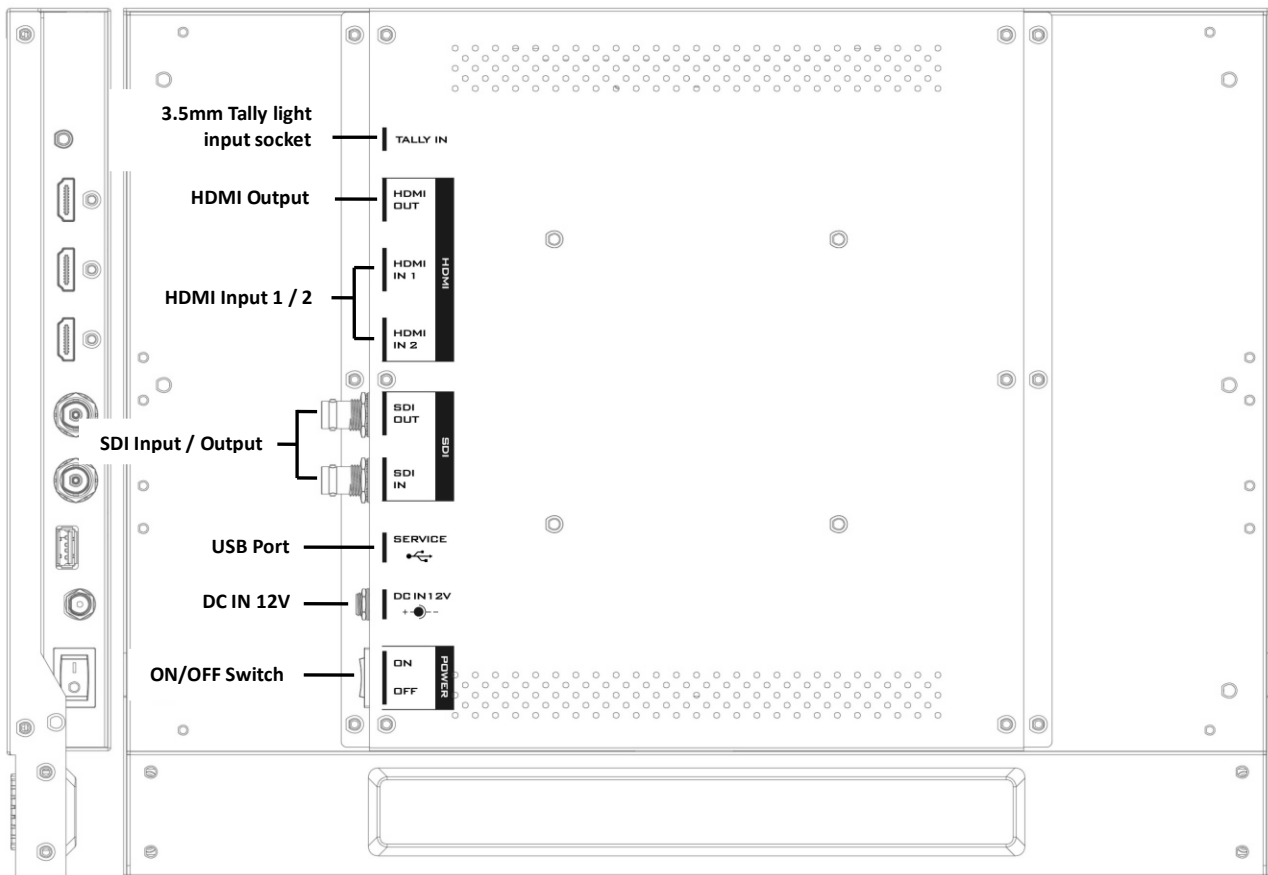 3.5mm Tally light
input socket
TALLY IN
HDMI Output
HDMI
OUT
HDMI
HDMI Input 1 / 2
HDMI
IN 1
HDMI
IN 2
SDI Input / Output
SDI
OUT
SDI
SDI
IN
USB Port
SERVICE
DC IN 12V
DC IN 12V
+ -
ON/OFF Switch
ON
OFF
POWER